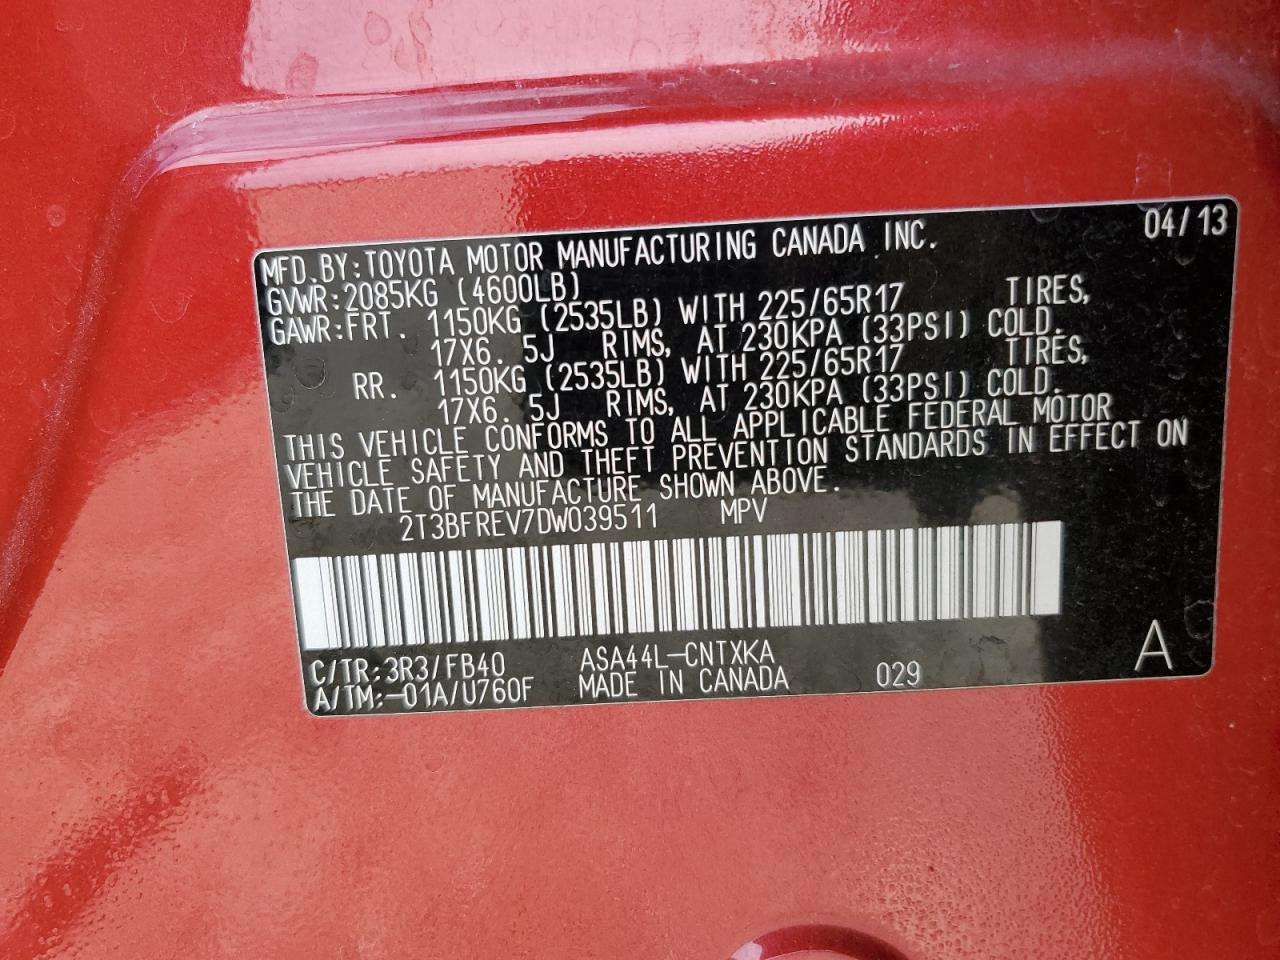 04/13
MFD.BY:TOYOTA MOTOR MANUFACTURING CANADA INC.
GVWR:2085KG (4600LB)
GAWR:FRT. 1150KG (2535LB) WITH 225/65R17 TIRES,
17X6.5J RIMS, AT 230KPA (33PSI) COLD.
RR. 1150KG (2535LB) WITH 225/65R17 TIRES,
17X6.5J RIMS, AT 230KPA (33PSI) COLD.
THIS VEHICLE CONFORMS TO ALL APPLICABLE FEDERAL MOTOR
VEHICLE SAFETY AND THEFT PREVENTION STANDARDS IN EFFECT ON
THE DATE OF MANUFACTURE SHOWN ABOVE.
2T3BFREV7DW039511 MPV
C/TR:3R3/FB40 ASA44L-CNTXKA
A/TM:-01A/U760F MADE IN CANADA 029 A